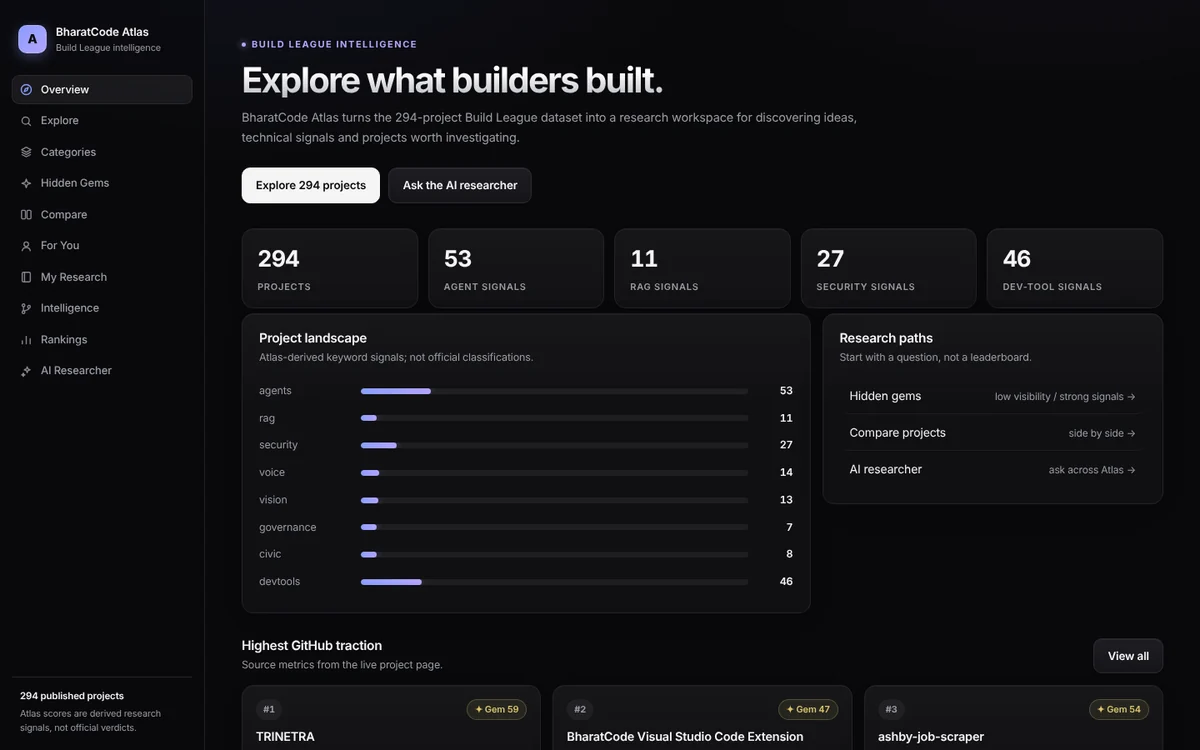 A
BharatCode Atlas
Build League intelligence
Overview
Explore
Categories
Hidden Gems
Compare
For You
My Research
Intelligence
Rankings
AI Researcher
294 published projects
Atlas scores are derived research
signals, not official verdicts.
BUILD LEAGUE INTELLIGENCE
Explore what builders built.
BharatCode Atlas turns the 294-project Build League dataset into a research workspace for discovering ideas,
technical signals and projects worth investigating.
Explore 294 projects
Ask the AI researcher
294
PROJECTS
53
AGENT SIGNALS
11
RAG SIGNALS
27
SECURITY SIGNALS
46
DEV-TOOL SIGNALS
Project landscape
Atlas-derived keyword signals; not official classifications.
agents 53
rag 11
security 27
voice 14
vision 13
governance 7
civic 8
devtools 46
Research paths
Start with a question, not a leaderboard.
Hidden gems low visibility / strong signals →
Compare projects side by side →
AI researcher ask across Atlas →
Highest GitHub traction
Source metrics from the live project page.
View all
#1 ✦ Gem 59
TRINETRA
#2 ✦ Gem 47
BharatCode Visual Studio Code Extension
#3 ✦ Gem 54
ashby-job-scraper